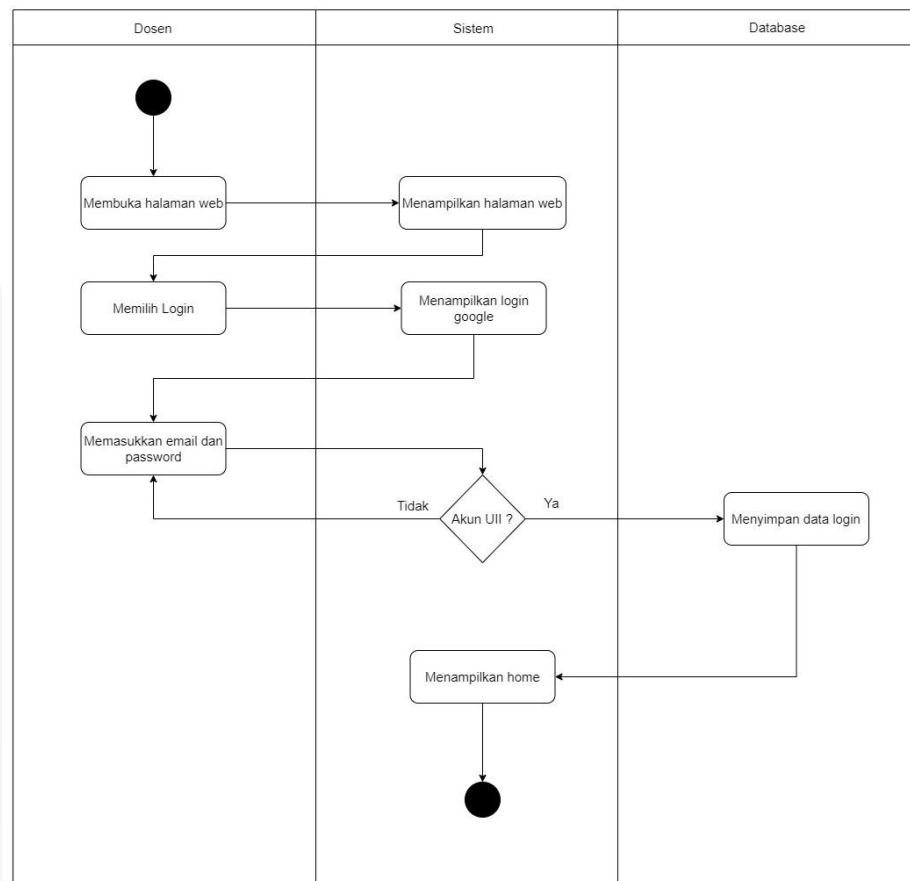 Dosen
Sistem
Database
Membuka halaman web
Menampilkan halaman web
Memilih Login
Menampilkan login
google
Memasukkan email dan
password
Tidak
Akun UII ?
Ya
Menyimpan data login
Menampilkan home